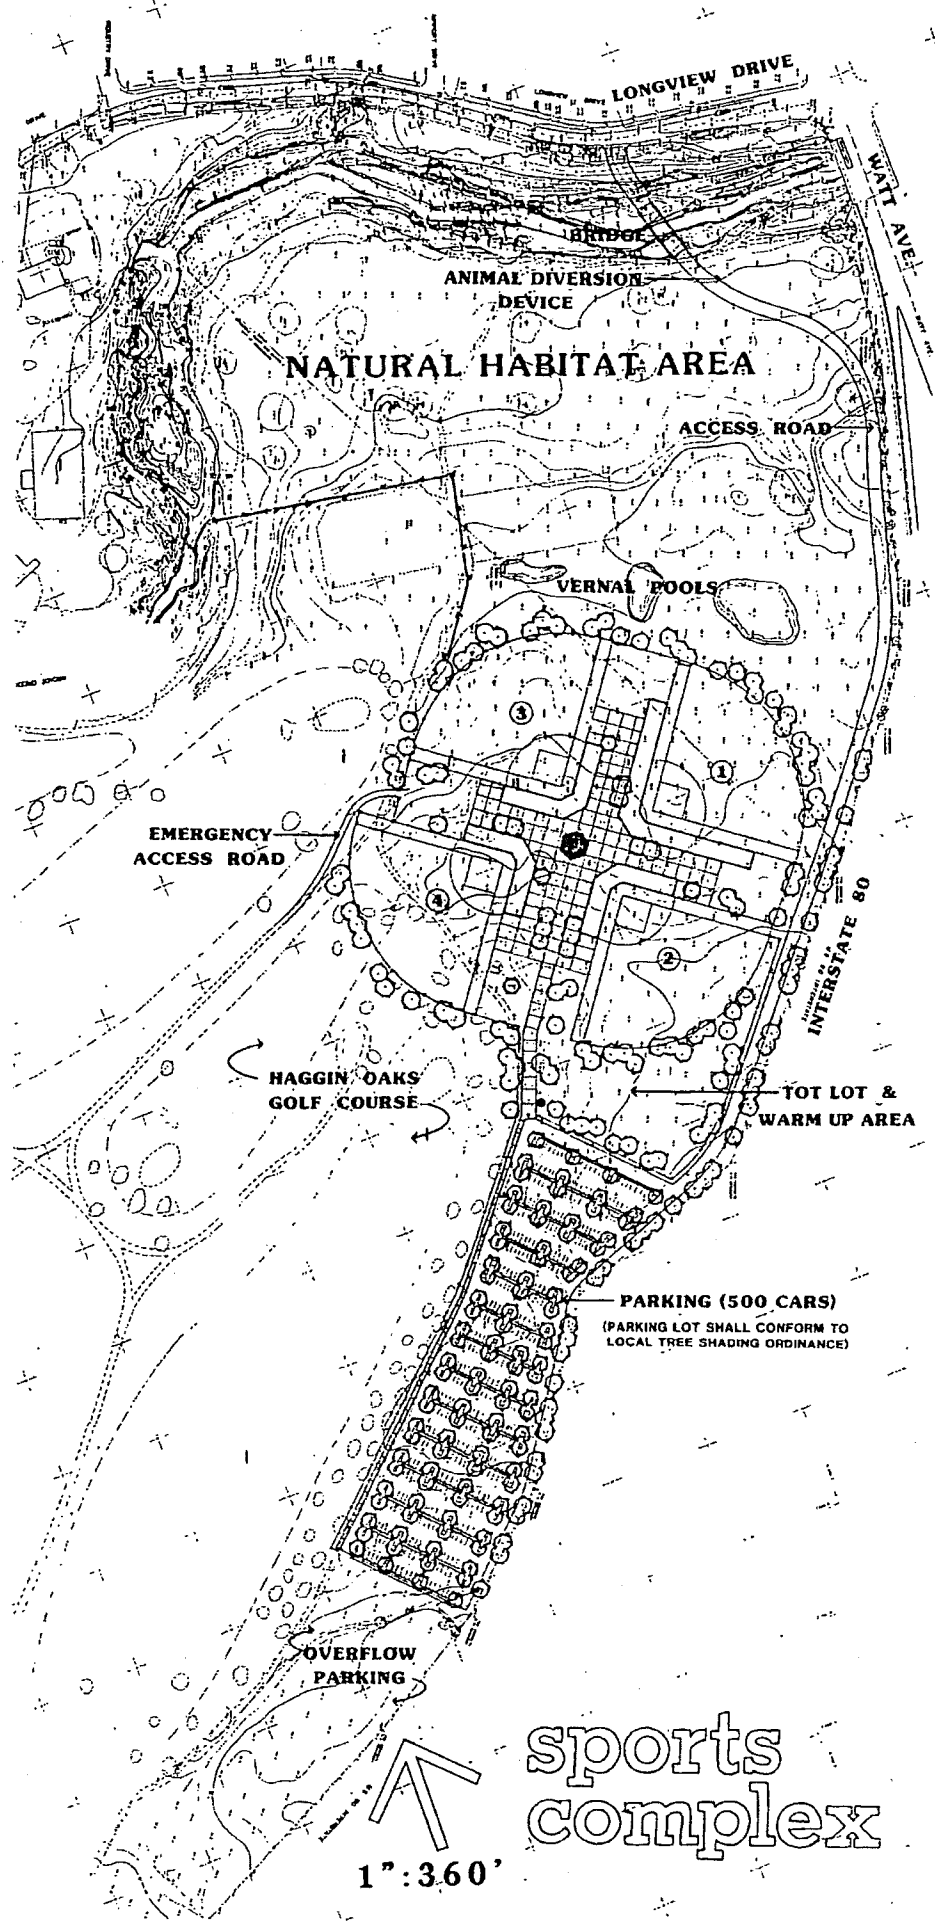 LONGVIEW DRIVE
WATT AVE.
BRIDGE
ANIMAL DIVERSION
DEVICE
NATURAL HABITAT AREA
ACCESS ROAD
VERNAL POOLS
3
1
EMERGENCY
ACCESS ROAD
4
2
INTERSTATE 80
HAGGIN OAKS
GOLF COURSE
TOT LOT &
WARM UP AREA
PARKING (500 CARS)
(PARKING LOT SHALL CONFORM TO
LOCAL TREE SHADING ORDINANCE)
OVERFLOW
PARKING
sports
complex
1":360'